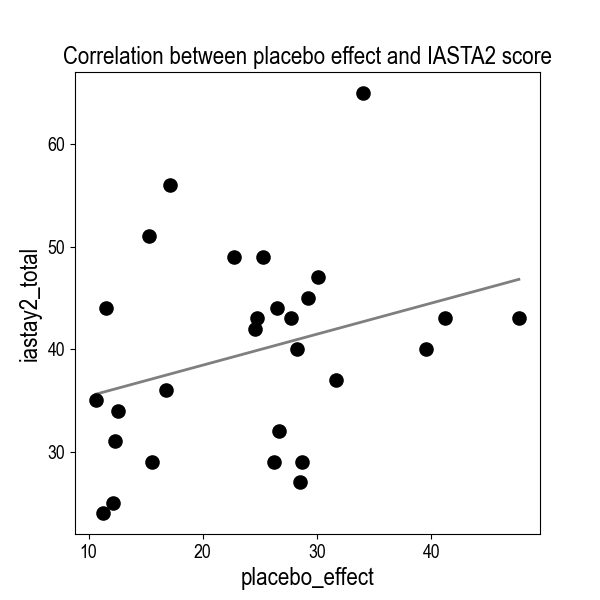 Correlation between placebo effect and IASTA2 score
60
50
40
30
iastay2_total
10 20 30 40
placebo_effect